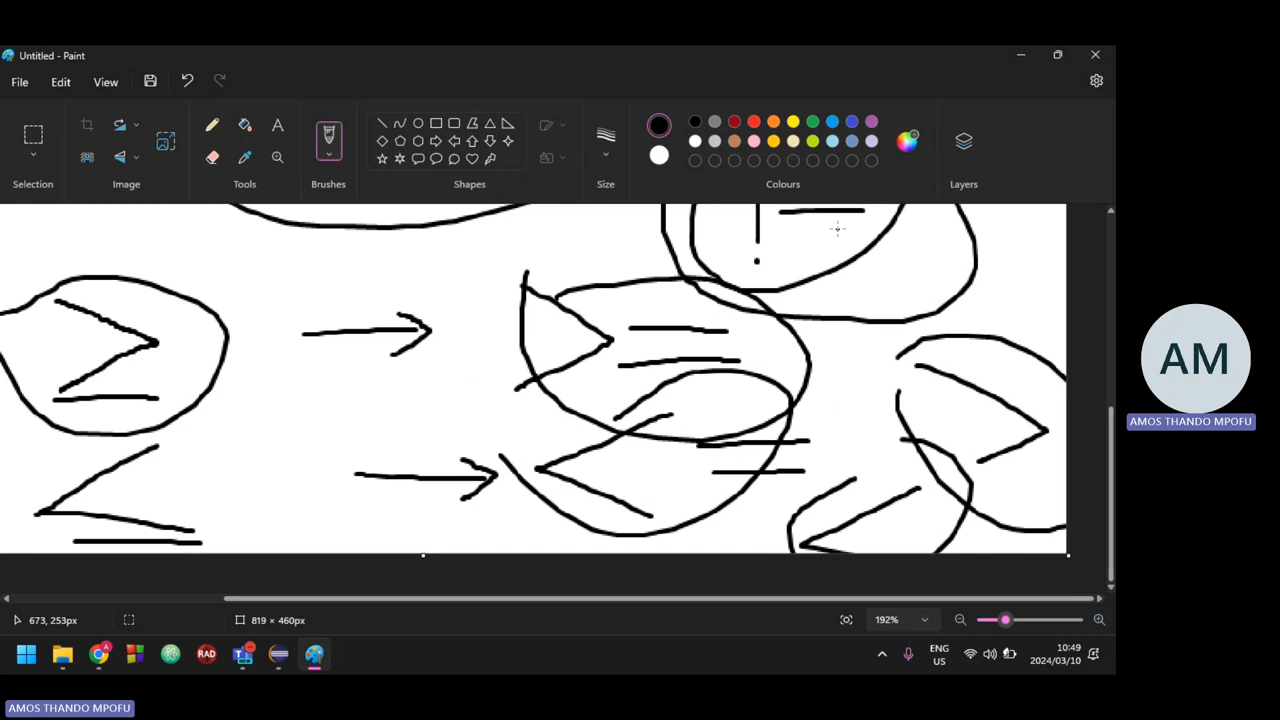 Untitled - Paint
File Edit View
Selection Image Tools Brushes Shapes Size Colours Layers
! =
≥ → > =
≤ → < =
>
<
AM
AMOS THANDO MPOFU
673, 253px 819 × 460px 192%
RAD ENG US 10:49 2024/03/10
AMOS THANDO MPOFU